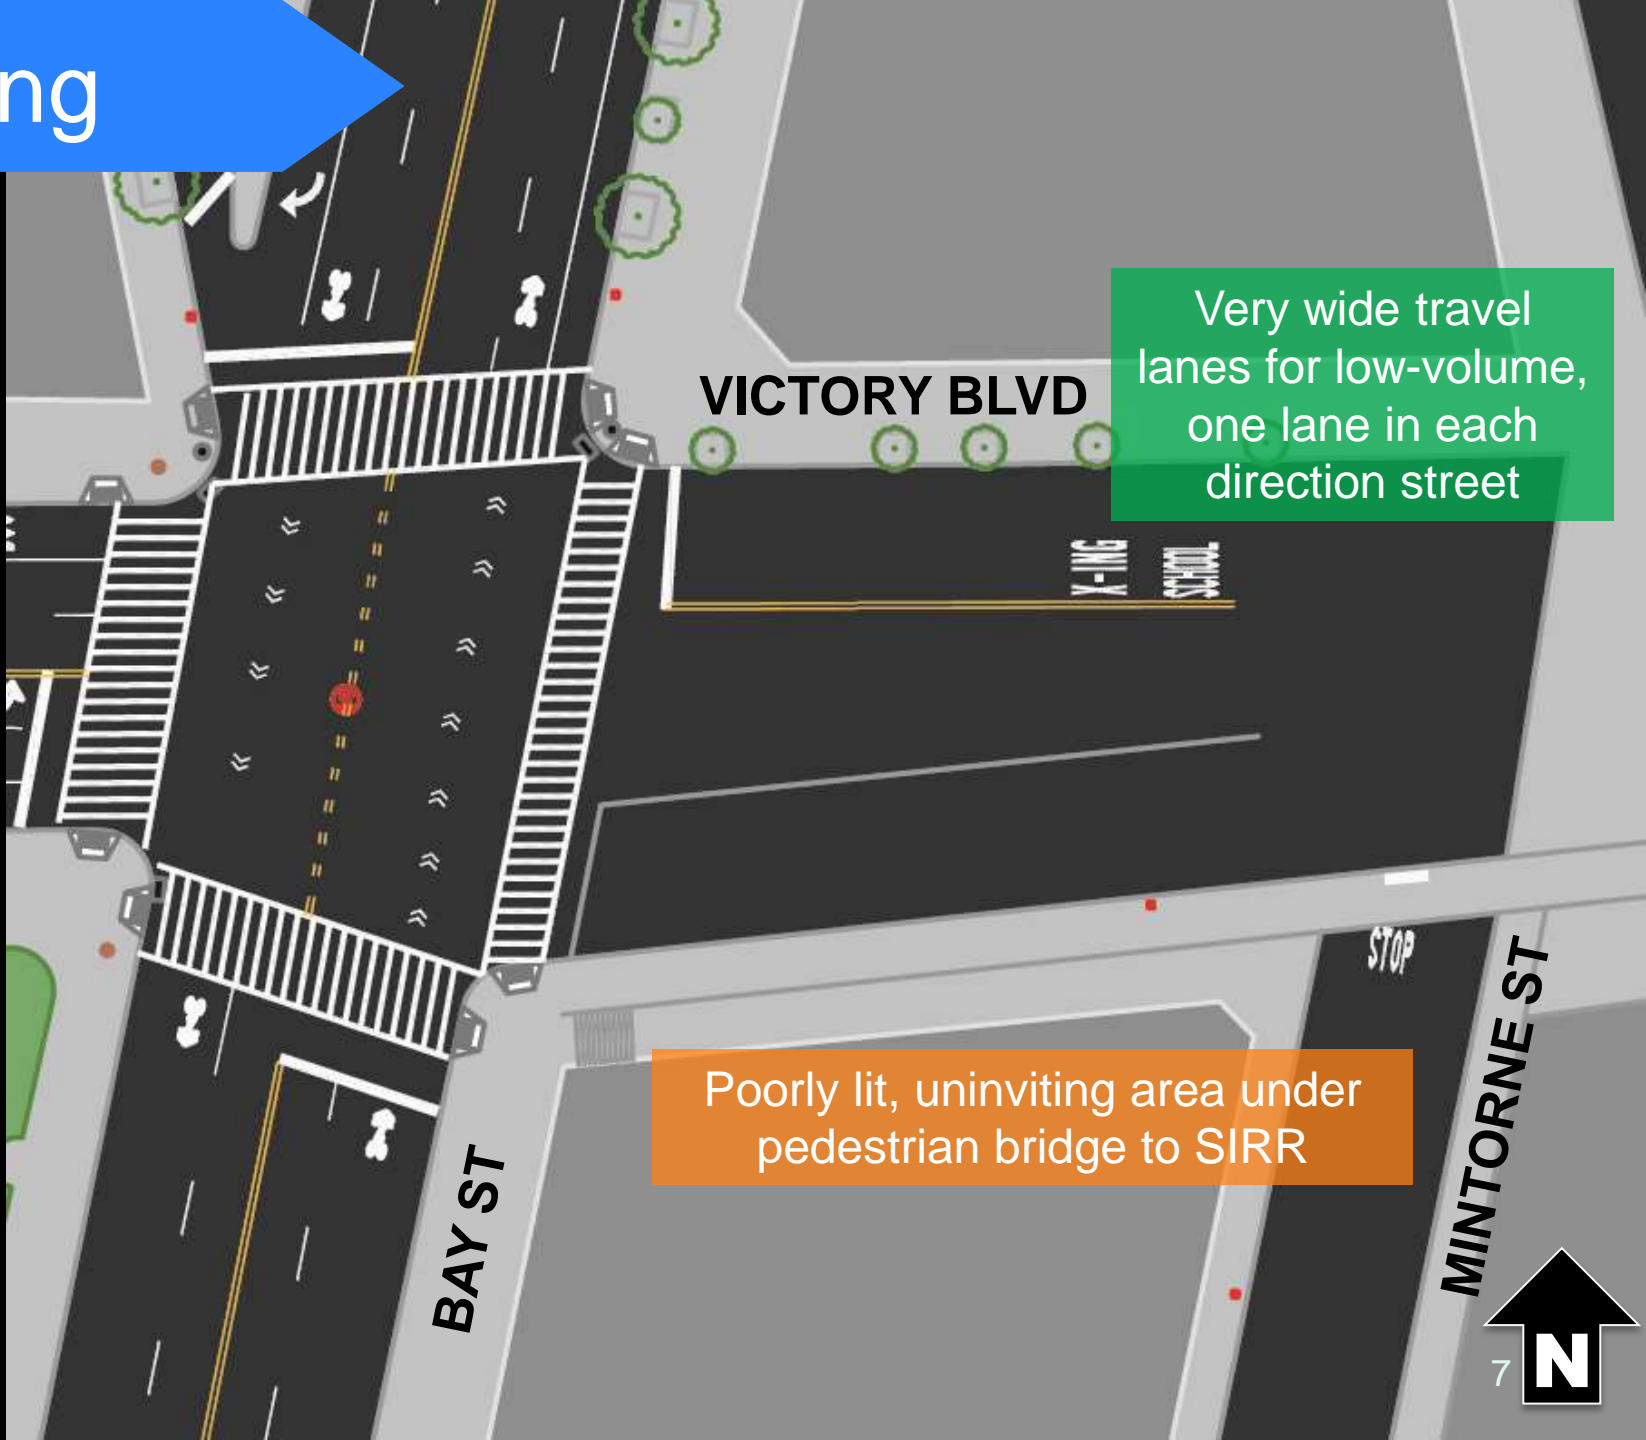 ng
VICTORY BLVD
Very wide travel
lanes for low-volume,
one lane in each
direction street
X-ING
SCHOOL
STOP
Poorly lit, uninviting area under
pedestrian bridge to SIRR
BAY ST
MINTORNE ST
7
N